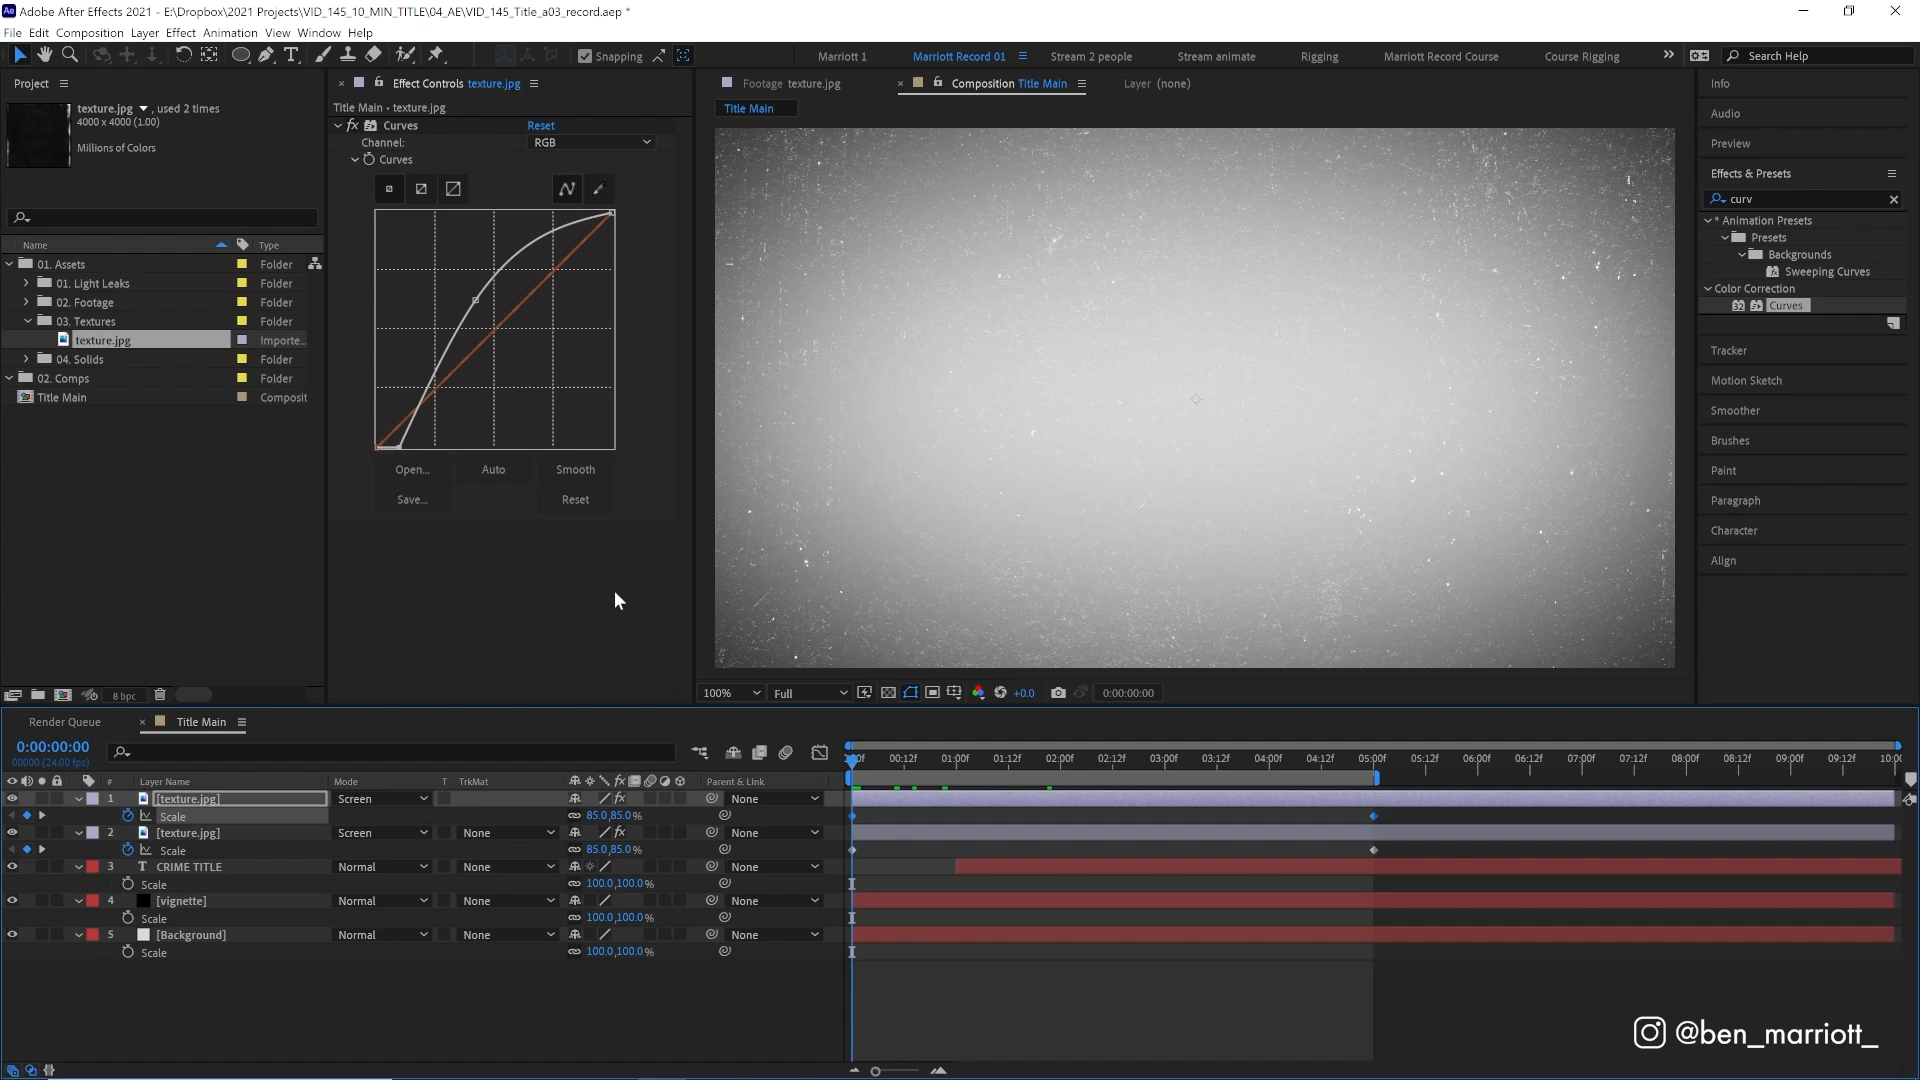 Adobe After Effects 2021 - E:\Dropbox\2021 Projects\VID_145_10_MIN_TITLE\04_AE\VID_145_Title_a03_record.aep *
File Edit Composition Layer Effect Animation View Window Help
Snapping Marriott 1 Marriott Record 01 Stream 2 people Stream animate Rigging Marriott Record Course Course Rigging Search Help
Project
texture.jpg , used 2 times
4000 x 4000 (1.00)
Millions of Colors
Name Type
01. Assets Folder
01. Light Leaks Folder
02. Footage Folder
03. Textures Folder
texture.jpg Importe...
04. Solids Folder
02. Comps Folder
Title Main Composit
8 bpc
Effect Controls texture.jpg
Title Main • texture.jpg
fx Curves Reset
Channel: RGB
Curves
Open... Auto Smooth
Save... Reset
Footage texture.jpg Composition Title Main Layer (none)
Title Main
100% Full +0.0 0:00:00:00
Info
Audio
Preview
Effects & Presets
curv
* Animation Presets
Presets
Backgrounds
Sweeping Curves
Color Correction
32 Curves
Tracker
Motion Sketch
Smoother
Brushes
Paint
Paragraph
Character
Align
Render Queue Title Main
0:00:00:00
00000 (24.00 fps)
00:12f 01:00f 01:12f 02:00f 02:12f 03:00f 03:12f 04:00f 04:12f 05:00f 05:12f 06:00f 06:12f 07:00f 07:12f 08:00f 08:12f 09:00f 09:12f 10:0
# Layer Name Mode T TrkMat fx Parent & Link
1 [texture.jpg] Screen fx None
Scale 85.0,85.0%
2 [texture.jpg] Screen None fx None
Scale 85.0,85.0%
3 T CRIME TITLE Normal None None
Scale 100.0,100.0%
4 [vignette] Normal None None
Scale 100.0,100.0%
5 [Background] Normal None None
Scale 100.0,100.0%
@ben_marriott_